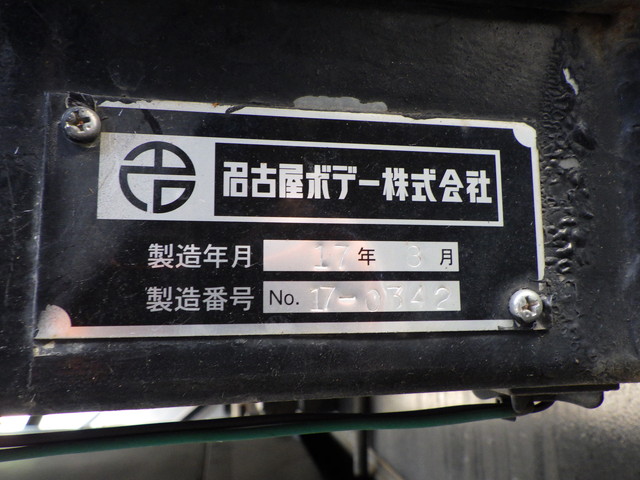 名古屋ボデー株式会社
製造年月 17年 3月
製造番号 No. 17-0342